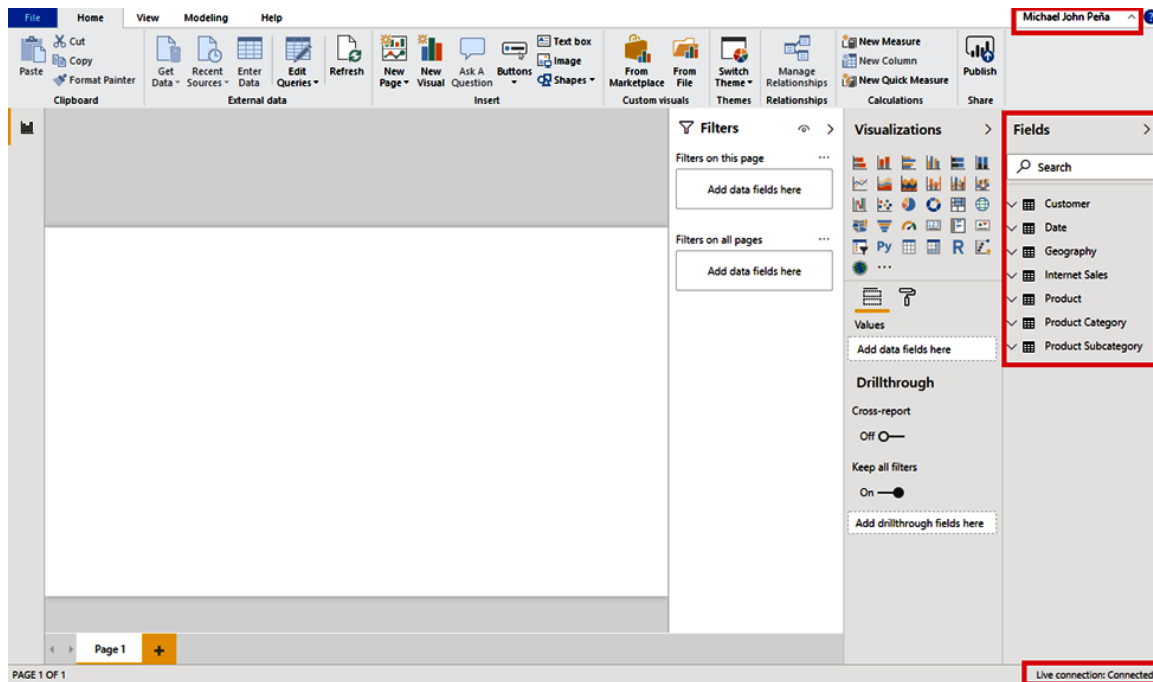 File Home View Modeling Help Michael John Peña
Paste
Cut
Copy
Format Painter
Clipboard
Get Data
Recent Sources
Enter Data
Edit Queries
Refresh
External data
New Page
New Visual
Ask A Question
Buttons
Text box
Image
Shapes
Insert
From Marketplace
From File
Custom visuals
Switch Theme
Themes
Manage Relationships
Relationships
New Measure
New Column
New Quick Measure
Calculations
Publish
Share
Filters
Filters on this page
Add data fields here
Filters on all pages
Add data fields here
Visualizations
Py
R
Values
Add data fields here
Drillthrough
Cross-report
Off
Keep all filters
On
Add drillthrough fields here
Fields
Search
Customer
Date
Geography
Internet Sales
Product
Product Category
Product Subcategory
Page 1
PAGE 1 OF 1
Live connection: Connected